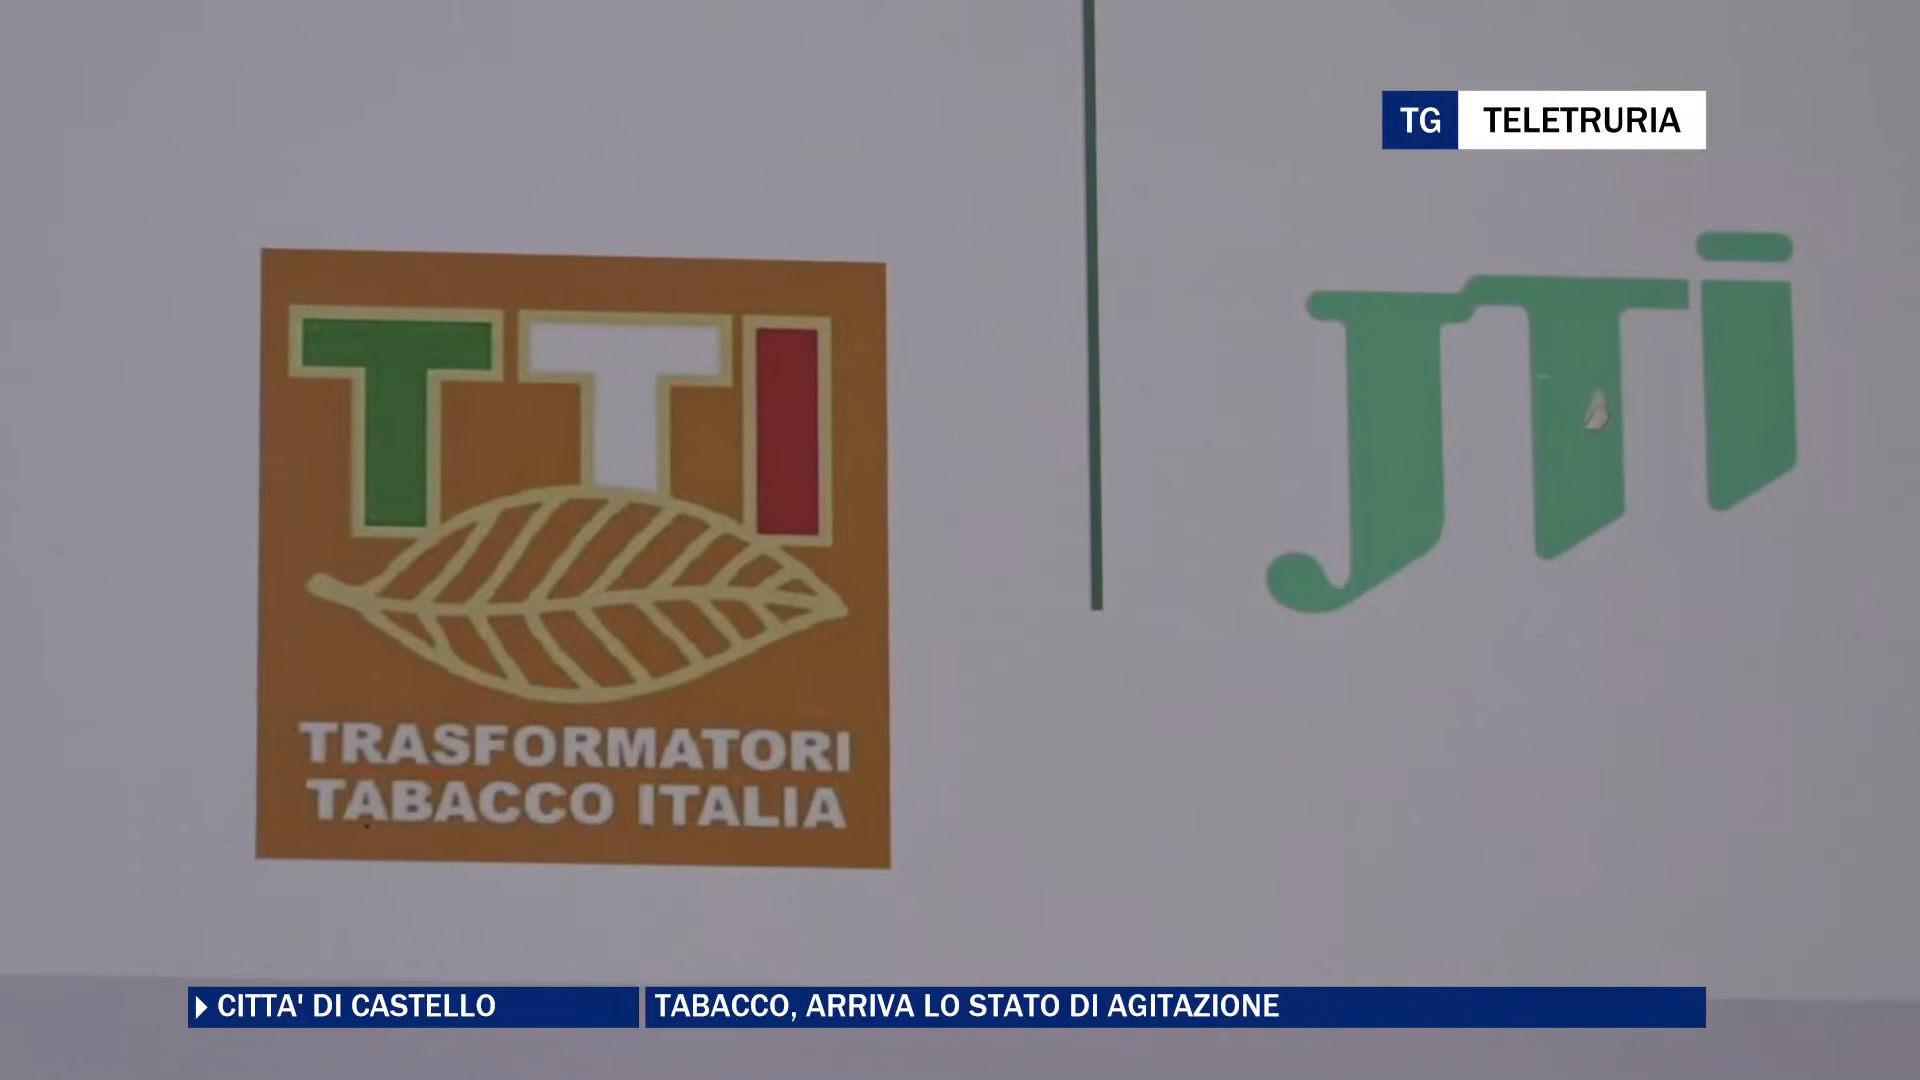 TG TELETRURIA
TTI
JTi
TRASFORMATORI
TABACCO ITALIA
CITTA' DI CASTELLO
TABACCO, ARRIVA LO STATO DI AGITAZIONE